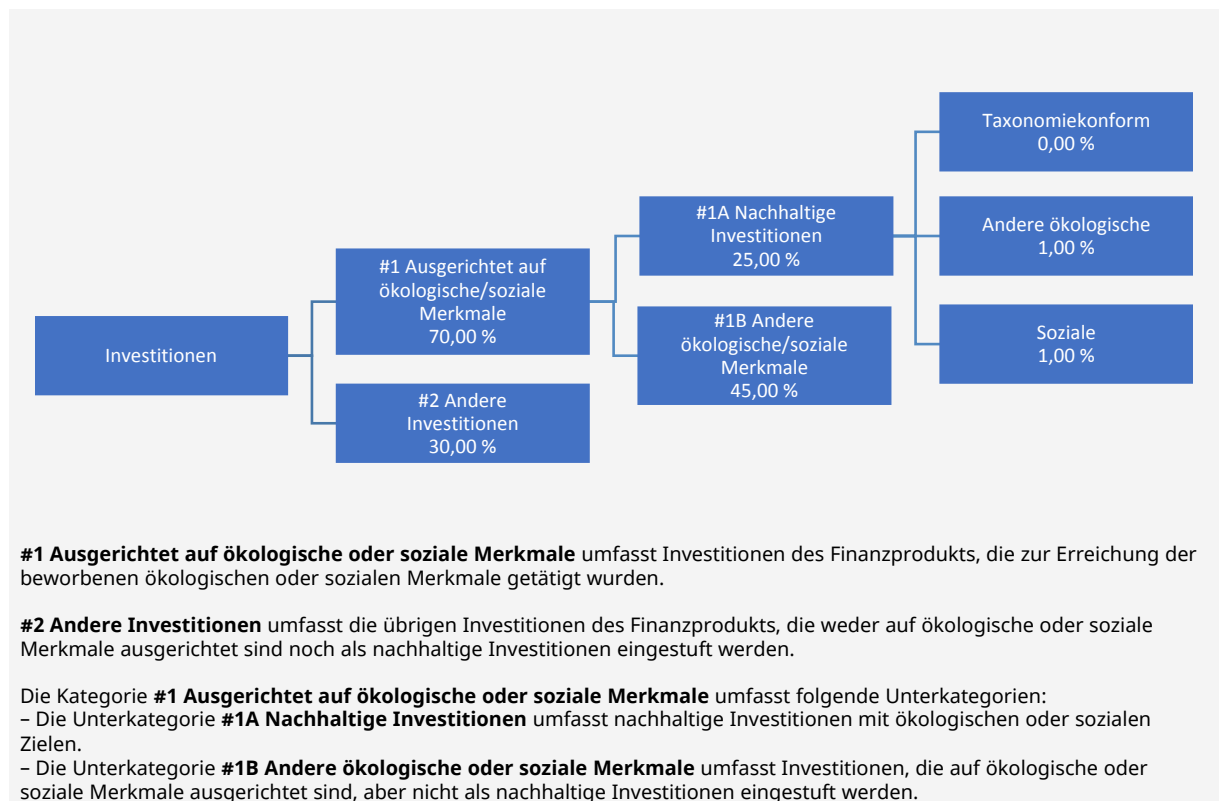 Investitionen
#1 Ausgerichtet auf
ökologische/soziale
Merkmale
70,00 %
#2 Andere
Investitionen
30,00 %
#1A Nachhaltige
Investitionen
25,00 %
#1B Andere
ökologische/soziale
Merkmale
45,00 %
Taxonomiekonform
0,00 %
Andere ökologische
1,00 %
Soziale
1,00 %
#1 Ausgerichtet auf ökologische oder soziale Merkmale umfasst Investitionen des Finanzprodukts, die zur Erreichung der
beworbenen ökologischen oder sozialen Merkmale getätigt wurden.
#2 Andere Investitionen umfasst die übrigen Investitionen des Finanzprodukts, die weder auf ökologische oder soziale
Merkmale ausgerichtet sind noch als nachhaltige Investitionen eingestuft werden.
Die Kategorie #1 Ausgerichtet auf ökologische oder soziale Merkmale umfasst folgende Unterkategorien:
– Die Unterkategorie #1A Nachhaltige Investitionen umfasst nachhaltige Investitionen mit ökologischen oder sozialen
Zielen.
– Die Unterkategorie #1B Andere ökologische oder soziale Merkmale umfasst Investitionen, die auf ökologische oder
soziale Merkmale ausgerichtet sind, aber nicht als nachhaltige Investitionen eingestuft werden.